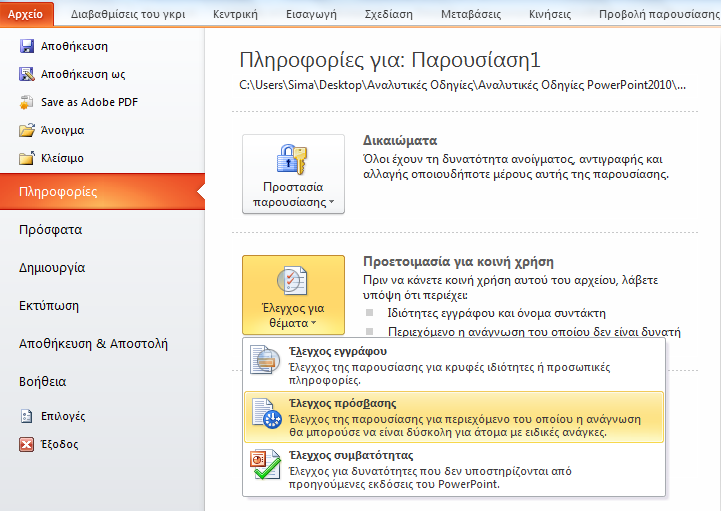 Αρχείο Διαβαθμίσεις του γκρι Κεντρική Εισαγωγή Σχεδίαση Μεταβάσεις Κινήσεις Προβολή παρουσίασης
Αποθήκευση
Αποθήκευση ως
Save as Adobe PDF
Άνοιγμα
Κλείσιμο
Πληροφορίες
Πρόσφατα
Δημιουργία
Εκτύπωση
Αποθήκευση & Αποστολή
Βοήθεια
Επιλογές
Έξοδος
Πληροφορίες για: Παρουσίαση1
C:\Users\Sima\Desktop\Αναλυτικές Οδηγίες\Αναλυτικές Οδηγίες PowerPoint2010\...
Προστασία
παρουσίασης
Δικαιώματα
Όλοι έχουν τη δυνατότητα ανοίγματος, αντιγραφής και
αλλαγής οποιουδήποτε μέρους αυτής της παρουσίασης.
Έλεγχος για
θέματα
Προετοιμασία για κοινή χρήση
Πριν να κάνετε κοινή χρήση αυτού του αρχείου, λάβετε
υπόψη ότι περιέχει:
Ιδιότητες εγγράφου και όνομα συντάκτη
Περιεχόμενο η ανάγνωση του οποίου δεν είναι δυνατή
Έλεγχος εγγράφου
Έλεγχος της παρουσίασης για κρυφές ιδιότητες ή προσωπικές
πληροφορίες.
Έλεγχος πρόσβασης
Έλεγχος της παρουσίασης για περιεχόμενο του οποίου η ανάγνωση
θα μπορούσε να είναι δύσκολη για άτομα με ειδικές ανάγκες.
Έλεγχος συμβατότητας
Έλεγχος για δυνατότητες που δεν υποστηρίζονται από
προηγούμενες εκδόσεις του PowerPoint.